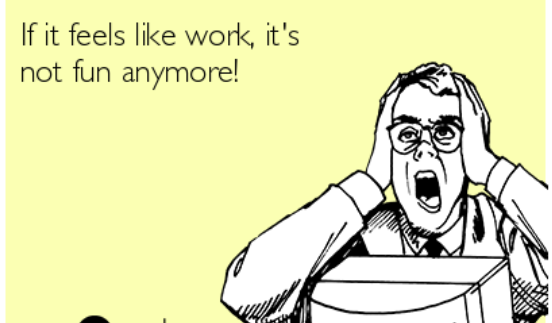 If it feels like work, it's
not fun anymore!